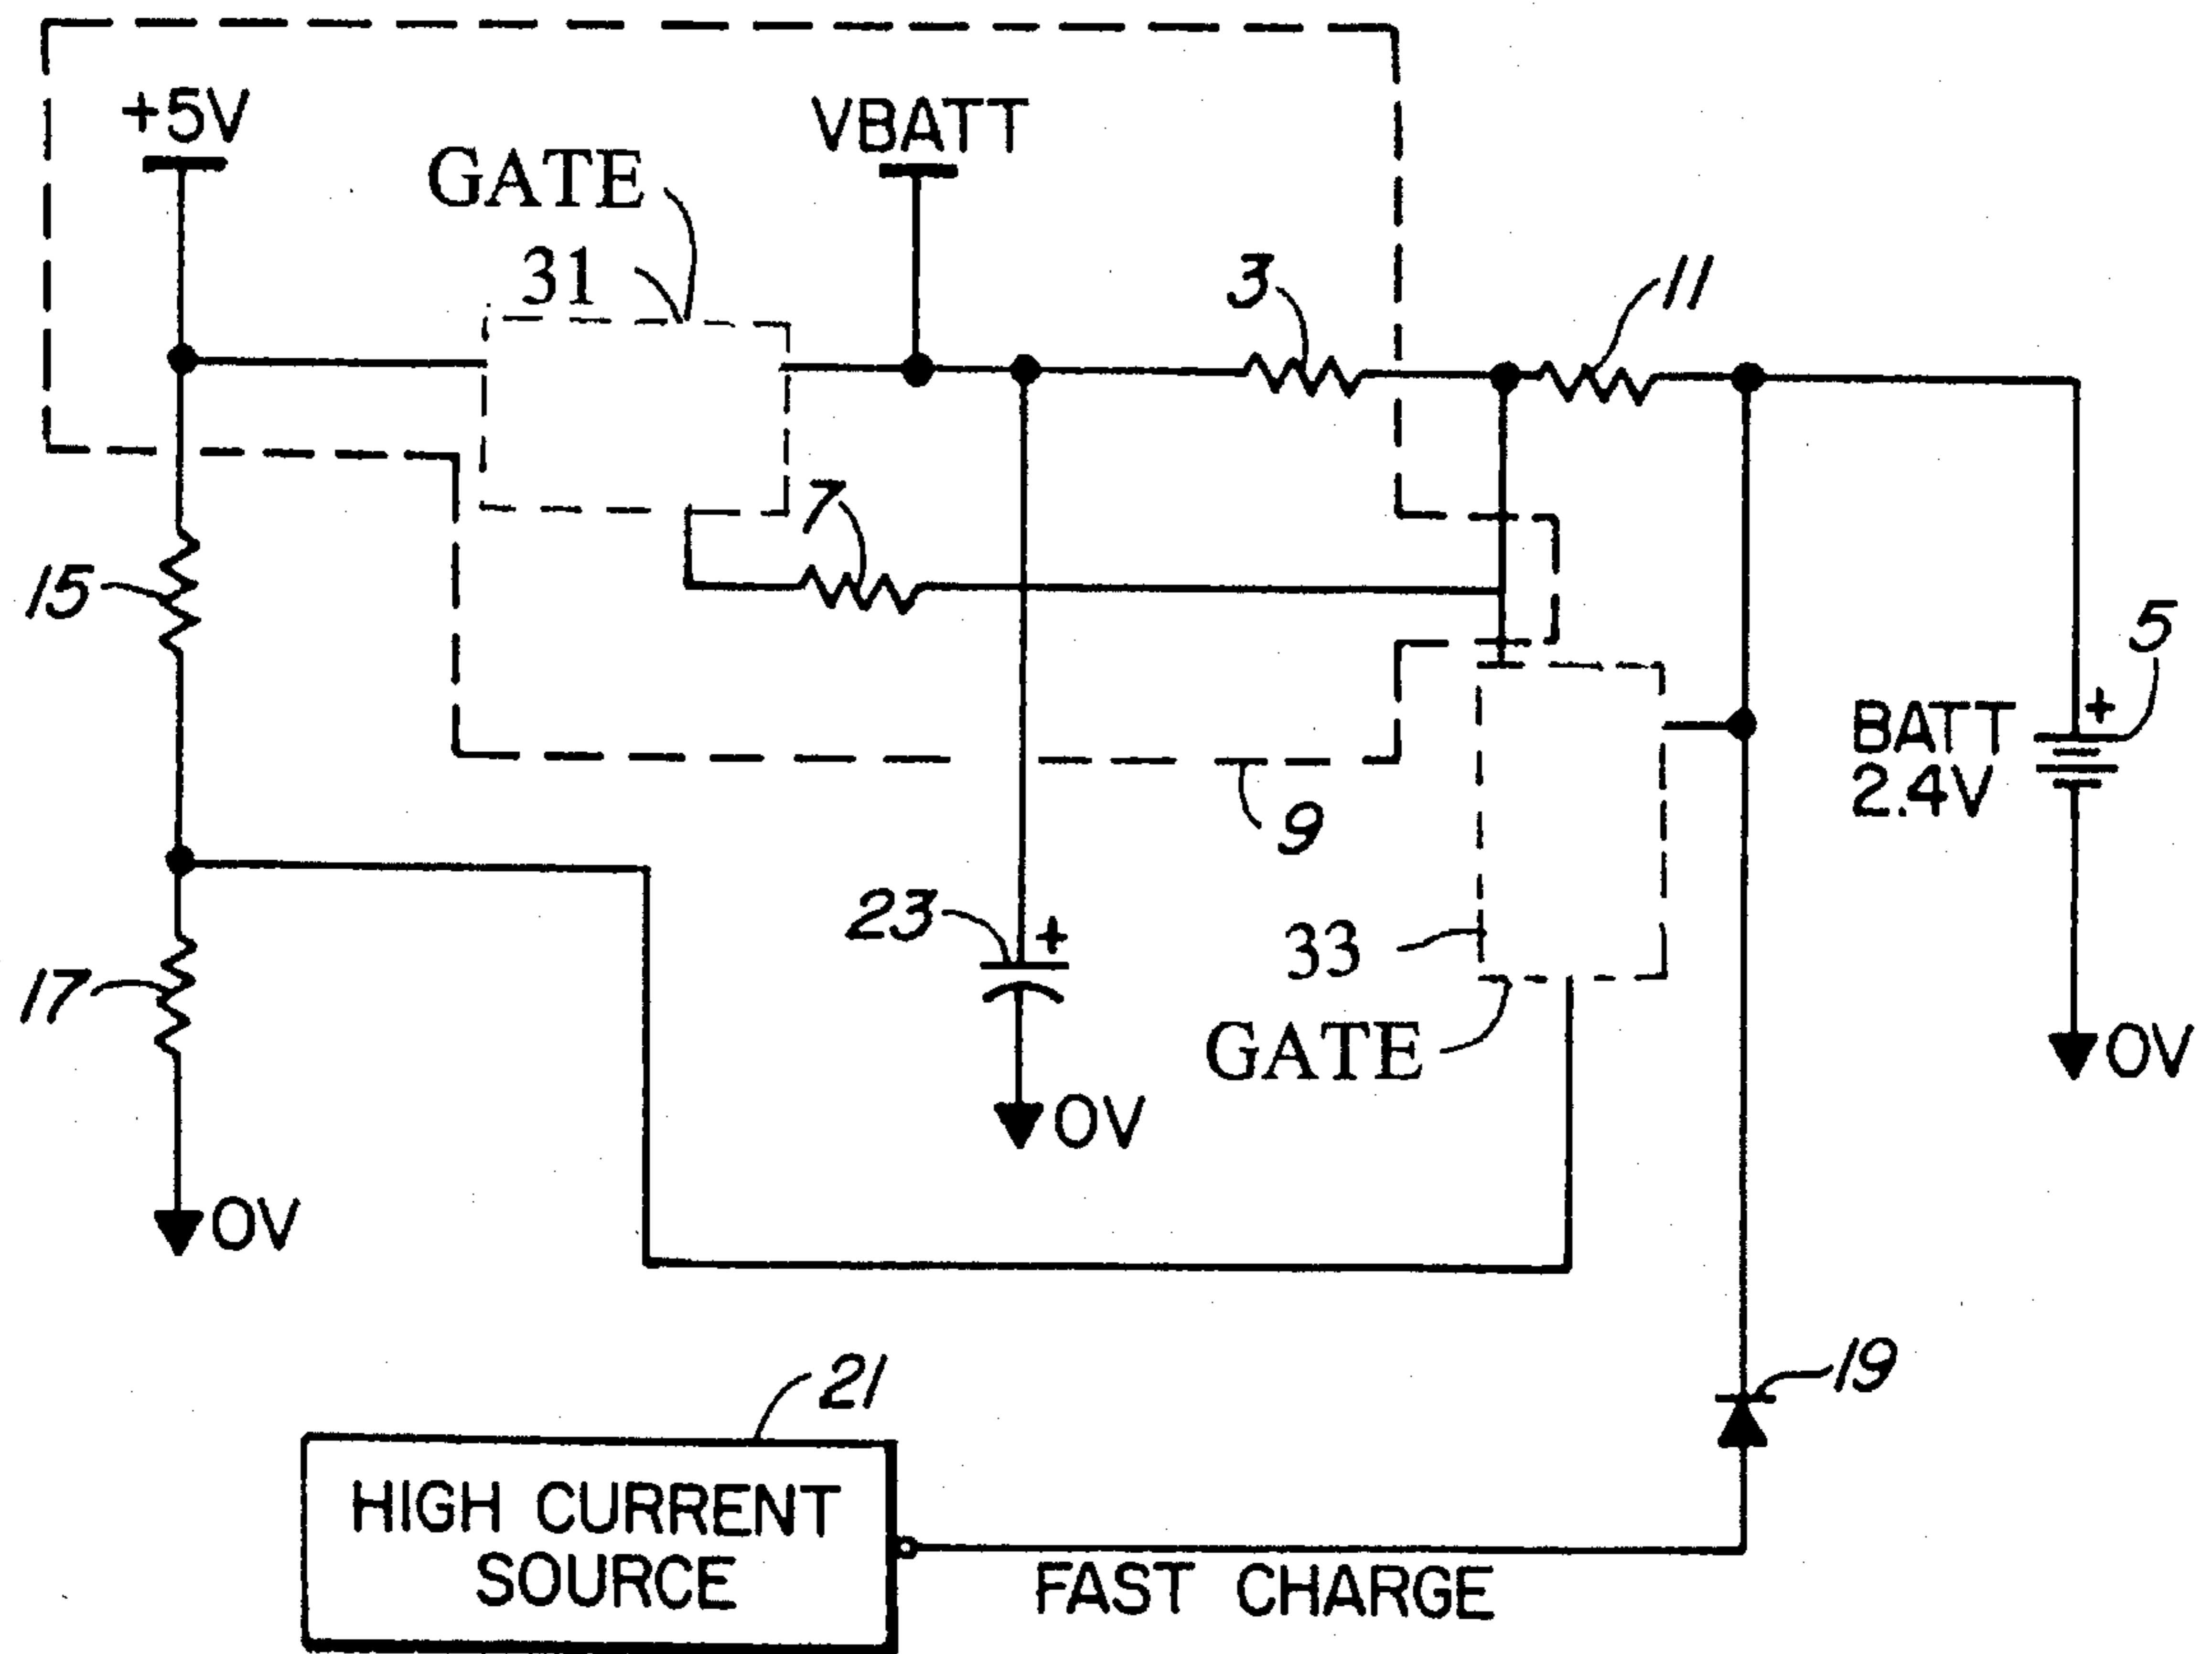 +5V
VBATT
GATE
31
3
11
7
15
5
+
BATT
2.4V
9
23
+
33
17
GATE
0V
0V
0V
19
21
HIGH CURRENT
SOURCE
FAST CHARGE